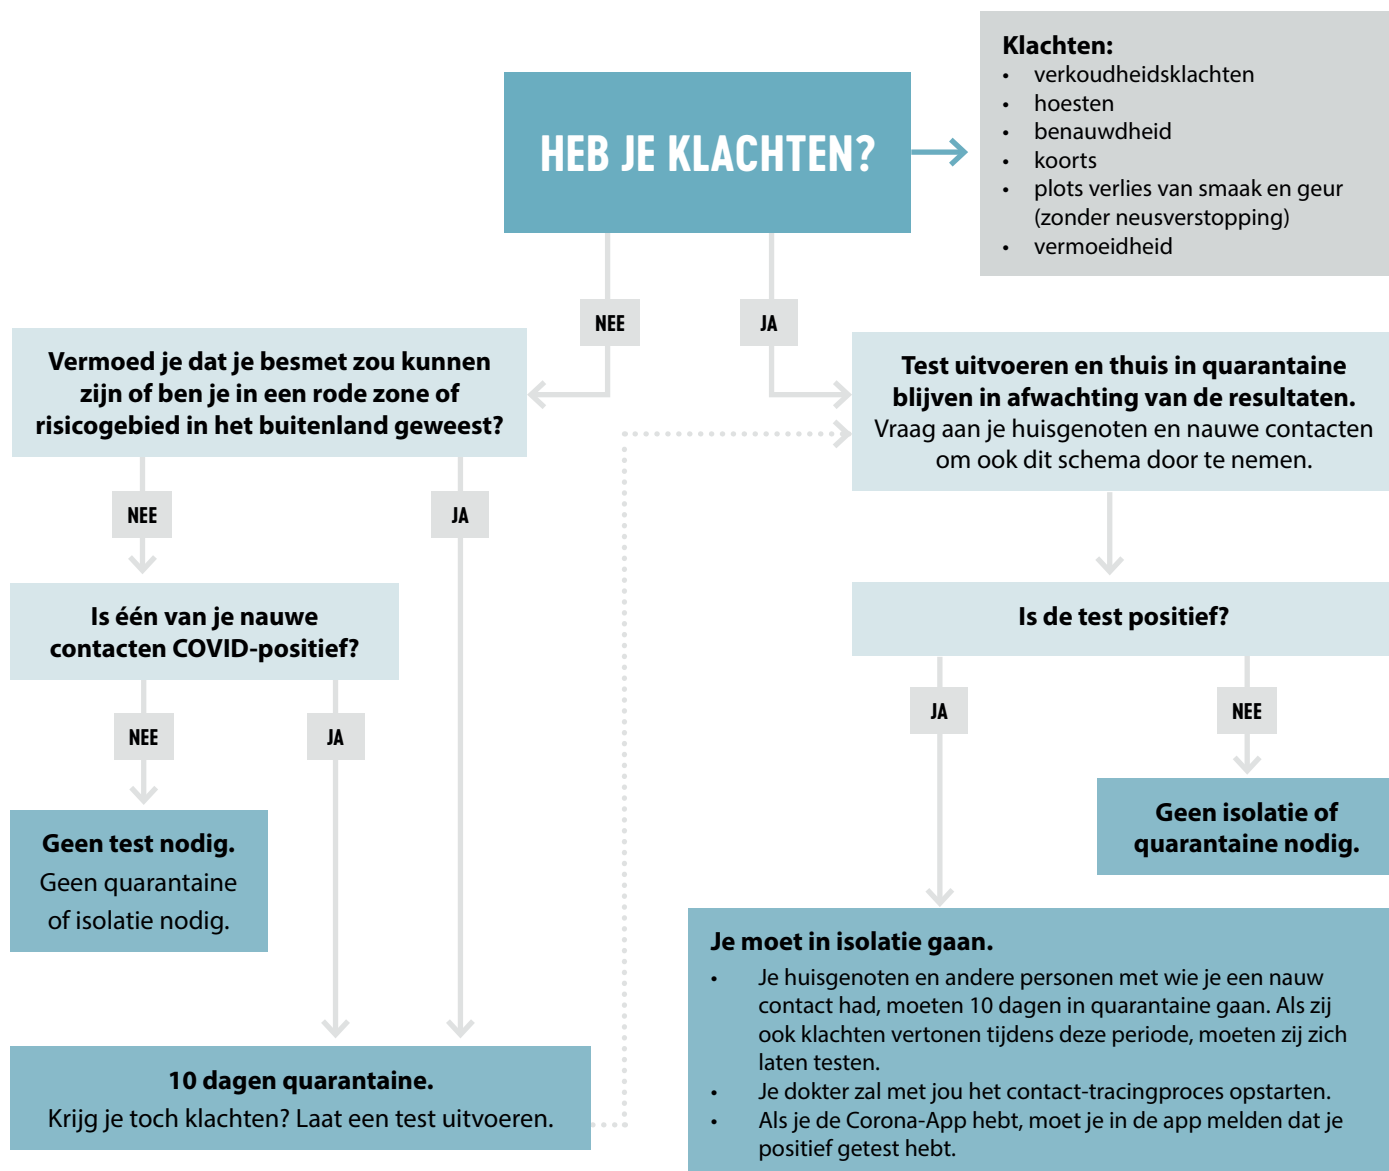 HEB JE KLACHTEN?
Klachten:
• verkoudheidsklachten
• hoesten
• benauwdheid
• koorts
• plots verlies van smaak en geur
(zonder neusverstopping)
• vermoeidheid
NEE
JA
Vermoed je dat je besmet zou kunnen
zijn of ben je in een rode zone of
risicogebied in het buitenland geweest?
Test uitvoeren en thuis in quarantaine
blijven in afwachting van de resultaten.
Vraag aan je huisgenoten en nauwe contacten
om ook dit schema door te nemen.
NEE
JA
Is één van je nauwe
contacten COVID-positief?
Is de test positief?
NEE
JA
JA
NEE
Geen test nodig.
Geen quarantaine
of isolatie nodig.
Geen isolatie of
quarantaine nodig.
10 dagen quarantaine.
Krijg je toch klachten? Laat een test uitvoeren.
Je moet in isolatie gaan.
• Je huisgenoten en andere personen met wie je een nauw
contact had, moeten 10 dagen in quarantaine gaan. Als zij
ook klachten vertonen tijdens deze periode, moeten zij zich
laten testen.
• Je dokter zal met jou het contact-tracingproces opstarten.
• Als je de Corona-App hebt, moet je in de app melden dat je
positief getest hebt.